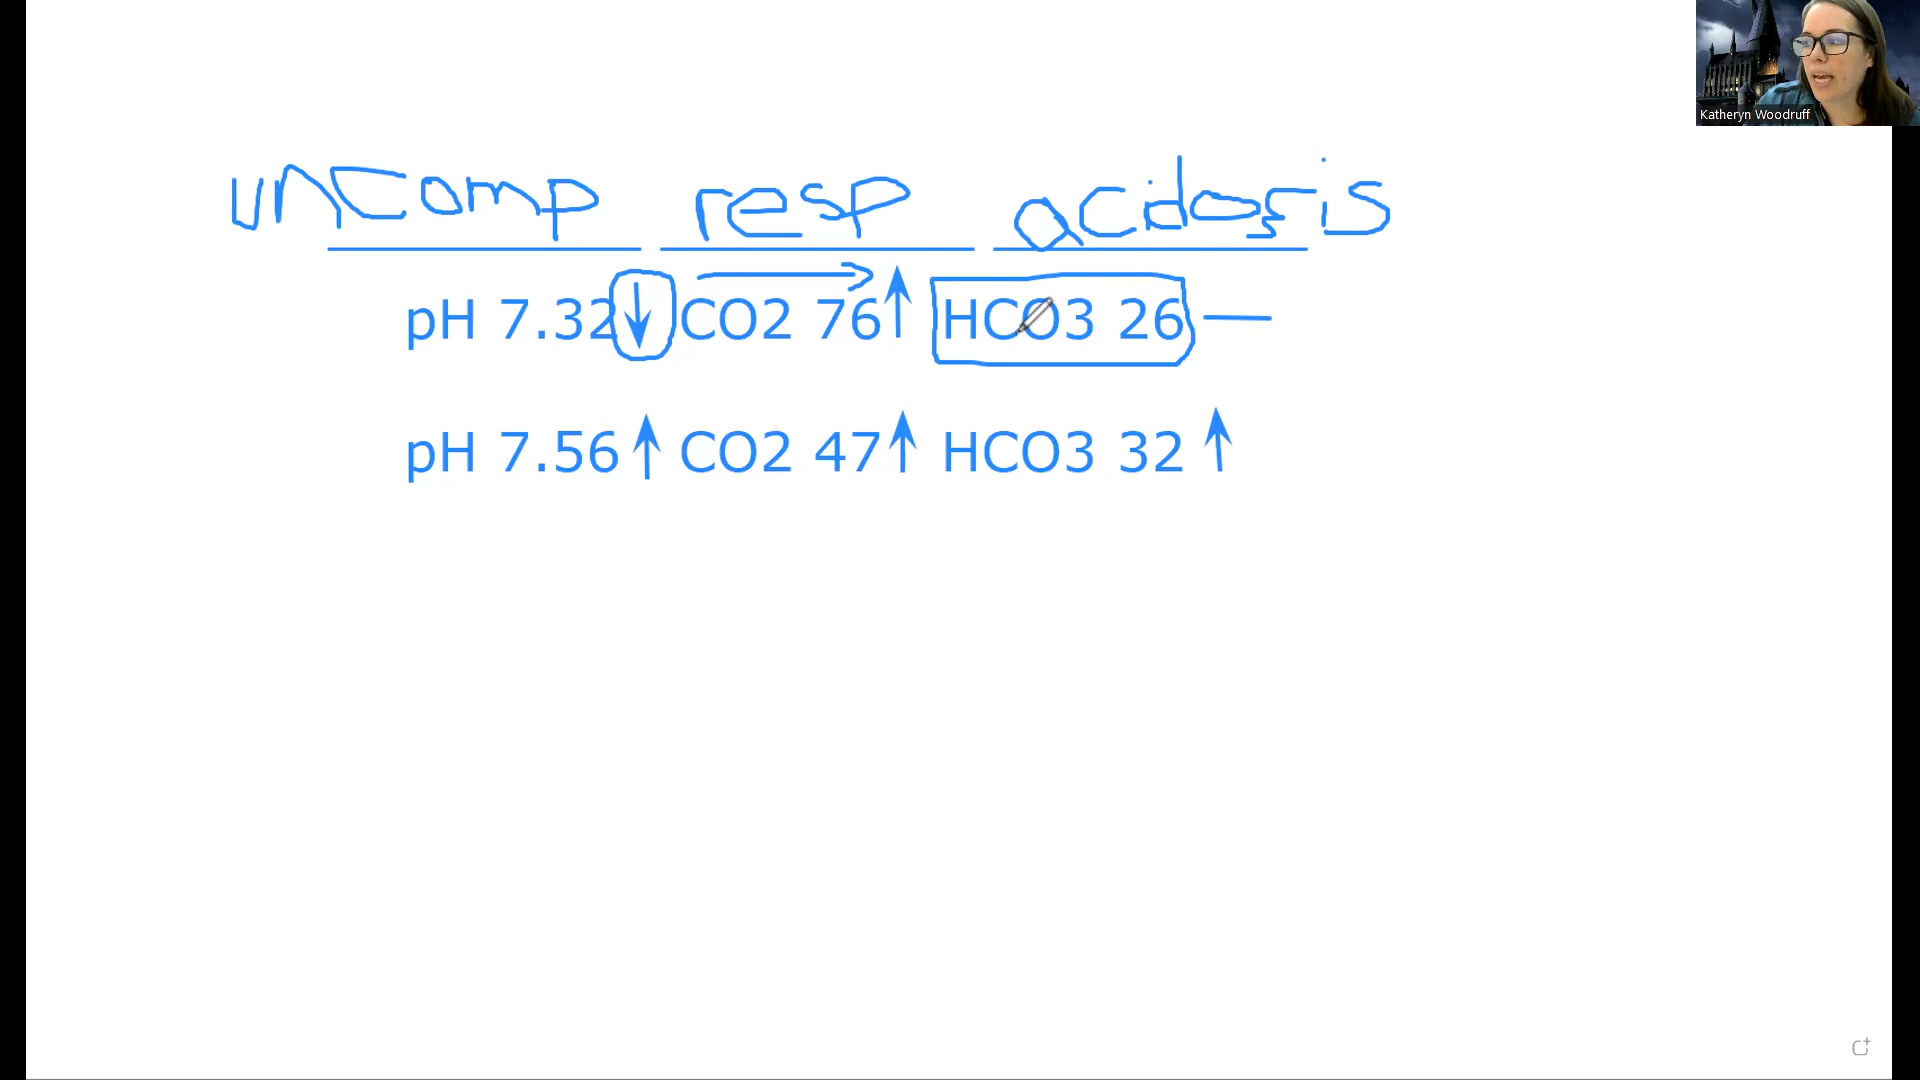 Katheryn Woodruff
uncomp resp acidosis
pH 7.32 ↓ CO2 76 ↑ HCO3 26 —
pH 7.56 ↑ CO2 47 ↑ HCO3 32 ↑